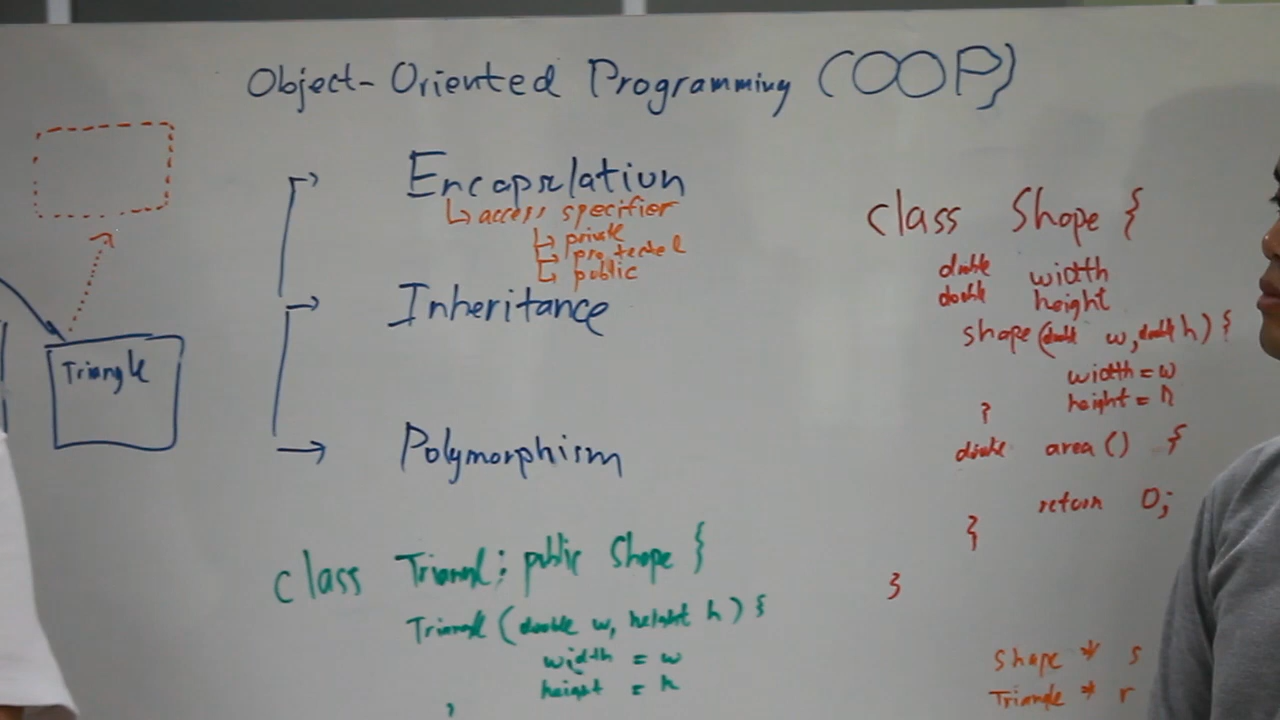 Object-Oriented Programming (OOP)
Encapsulation
↳ access specifier
↳ private
↳ protected
↳ public
Inheritance
Polymorphism
Triangle
class Shape {
double width
double height
shape(double w, double h) {
width = w
height = h
}
double area() {
return 0;
}
}
class Triangle: public Shape {
Triangle (double w, height h) {
width = w
height = h
}
Shape * s
Triangle * r